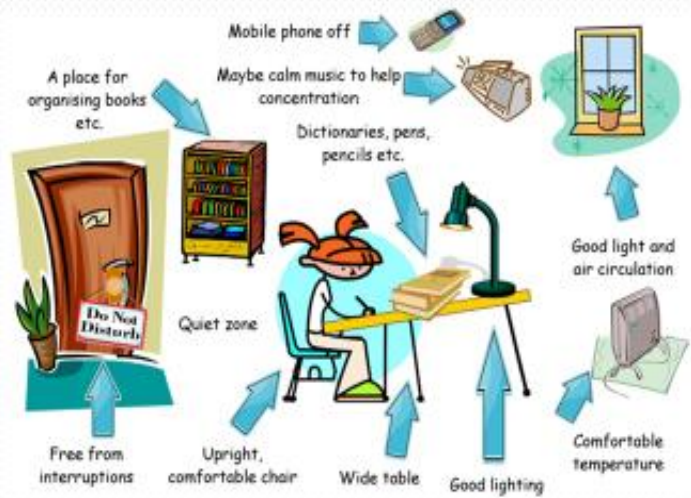 Mobile phone off
Maybe calm music to help
concentration
A place for
organising books
etc.
Dictionaries, pens,
pencils etc.
Good light and
air circulation
Do Not
Disturb
Quiet zone
Free from
interruptions
Upright,
comfortable chair
Wide table
Good lighting
Comfortable
temperature